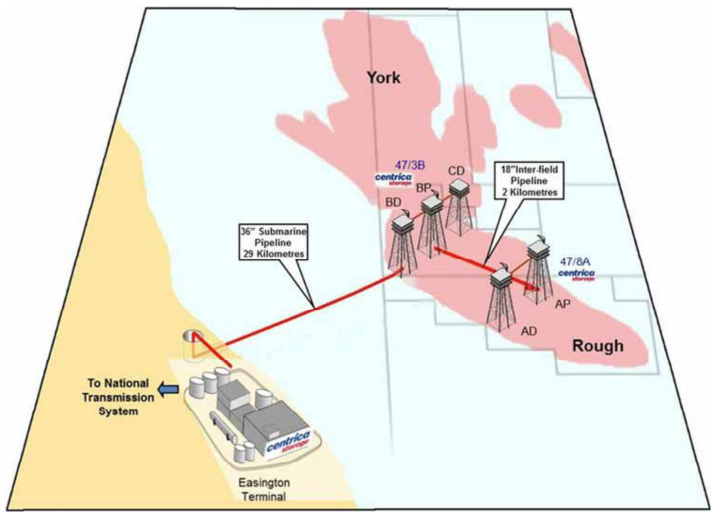 York
47/3B
centrica
storage
CD
BP
BD
18"Inter-field
Pipeline
2 Kilometres
36" Submarine
Pipeline
29 Kilometres
47/8A
centrica
storage
AP
AD
Rough
To National
Transmission
System
centrica
storage
Easington
Terminal